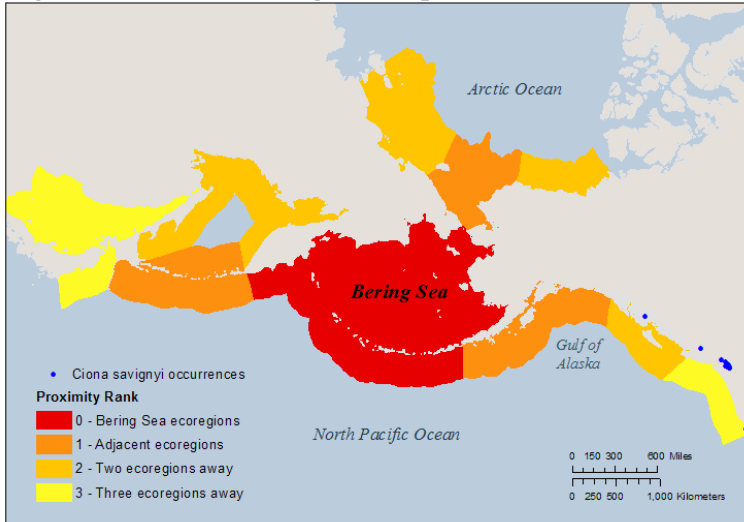 Arctic Ocean
Bering Sea
Gulf of
Alaska
North Pacific Ocean
Ciona savignyi occurrences
Proximity Rank
0 - Bering Sea ecoregions
1 - Adjacent ecoregions
2 - Two ecoregions away
3 - Three ecoregions away
0 150 300 600 Miles
0 250 500 1,000 Kilometers